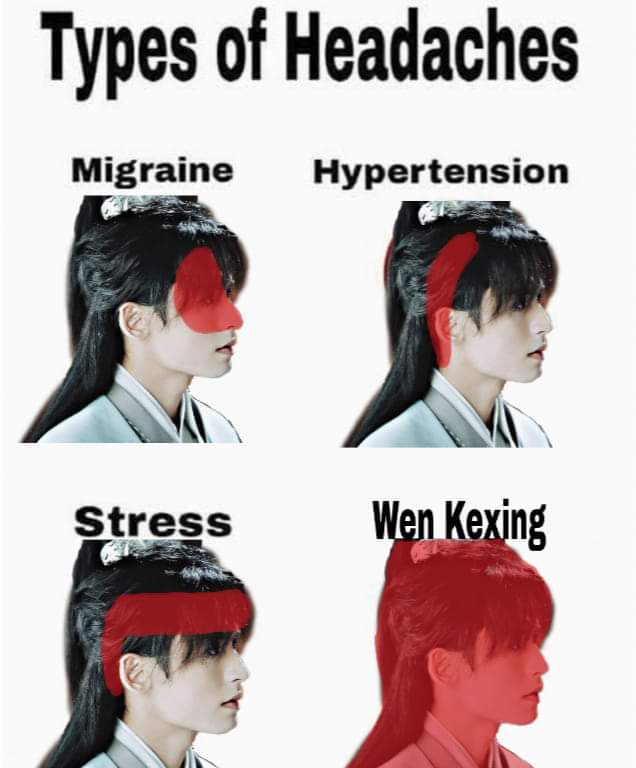 Types of Headaches
Migraine
Hypertension
Stress
Wen Kexing